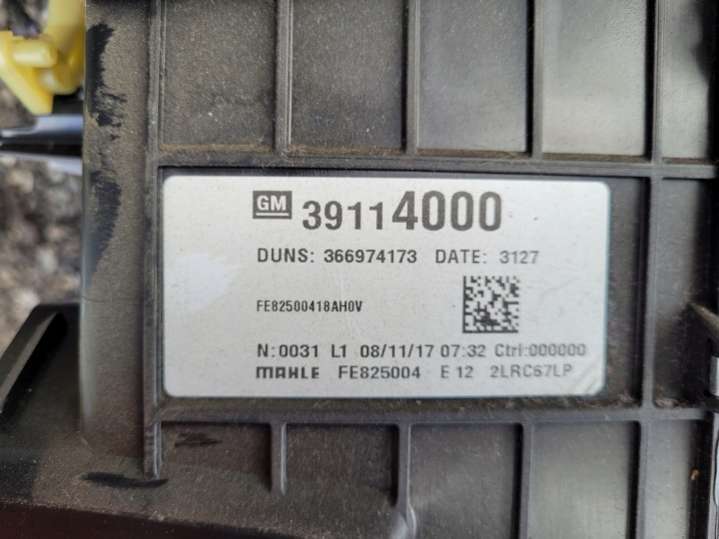 GM 39114000
DUNS: 366974173 DATE: 3127
FE82500418AH0V
N:0031 L1 08/11/17 07:32 Ctrl:000000
MAHLE FE825004 E 12 2LRC67LP